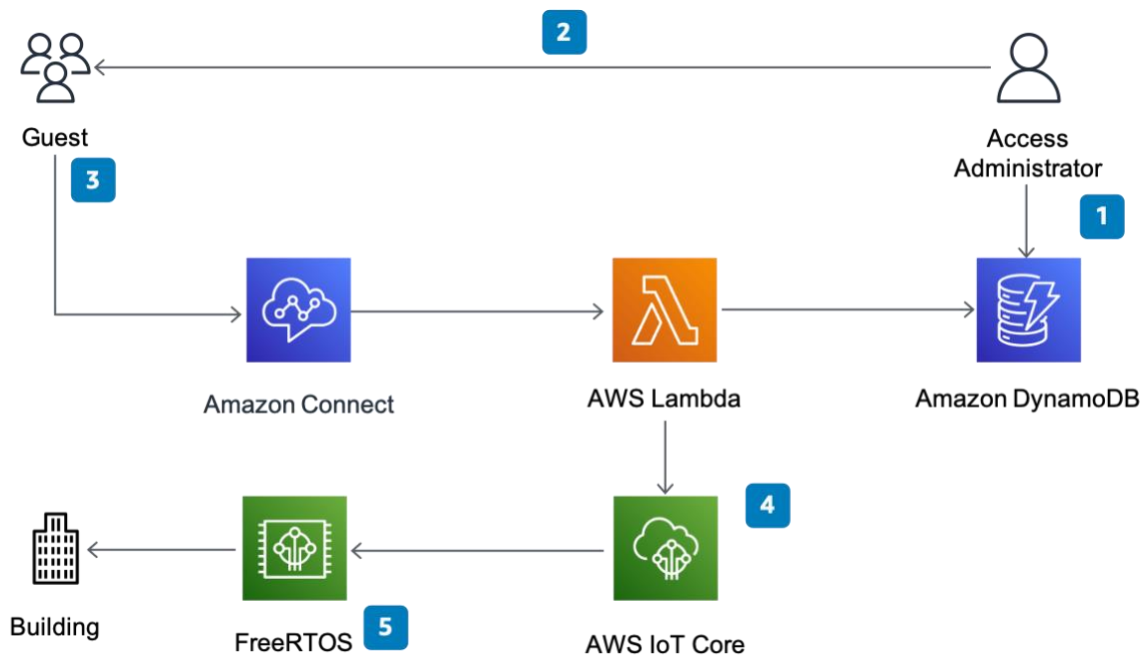 2
Guest
Access
Administrator
3
1
Amazon Connect
AWS Lambda
Amazon DynamoDB
4
Building
FreeRTOS
5
AWS IoT Core